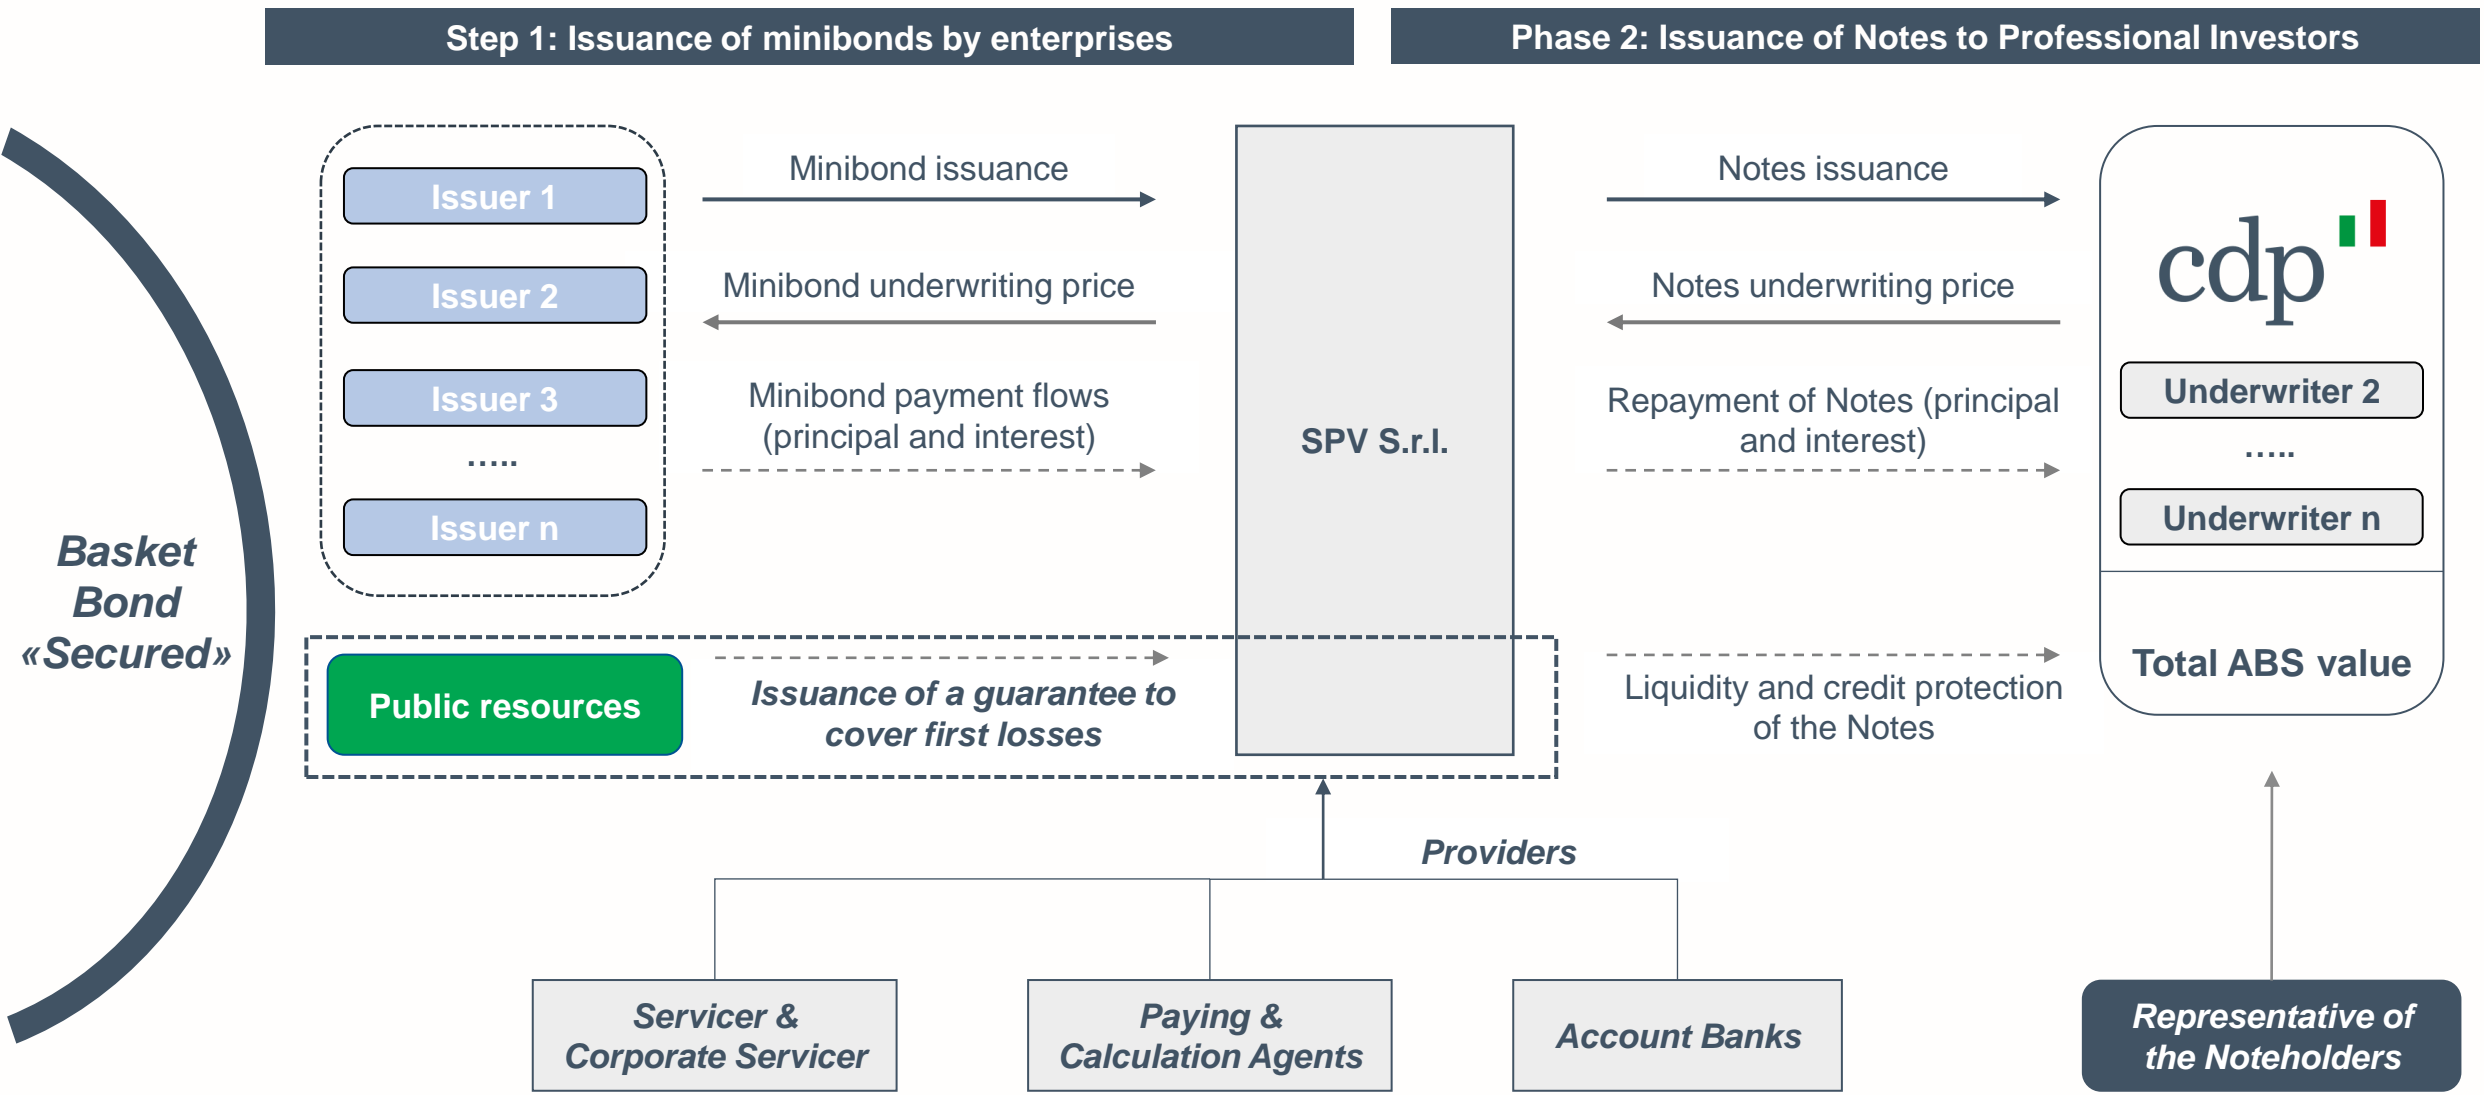 Step 1: Issuance of minibonds by enterprises
Phase 2: Issuance of Notes to Professional Investors
Basket
Bond
«Secured»
Issuer 1
Issuer 2
Issuer 3
…..
Issuer n
Minibond issuance
Minibond underwriting price
Minibond payment flows
(principal and interest)
SPV S.r.l.
Notes issuance
Notes underwriting price
Repayment of Notes (principal
and interest)
cdp
Underwriter 2
…..
Underwriter n
Total ABS value
Public resources
Issuance of a guarantee to
cover first losses
Liquidity and credit protection
of the Notes
Providers
Servicer &
Corporate Servicer
Paying &
Calculation Agents
Account Banks
Representative of
the Noteholders